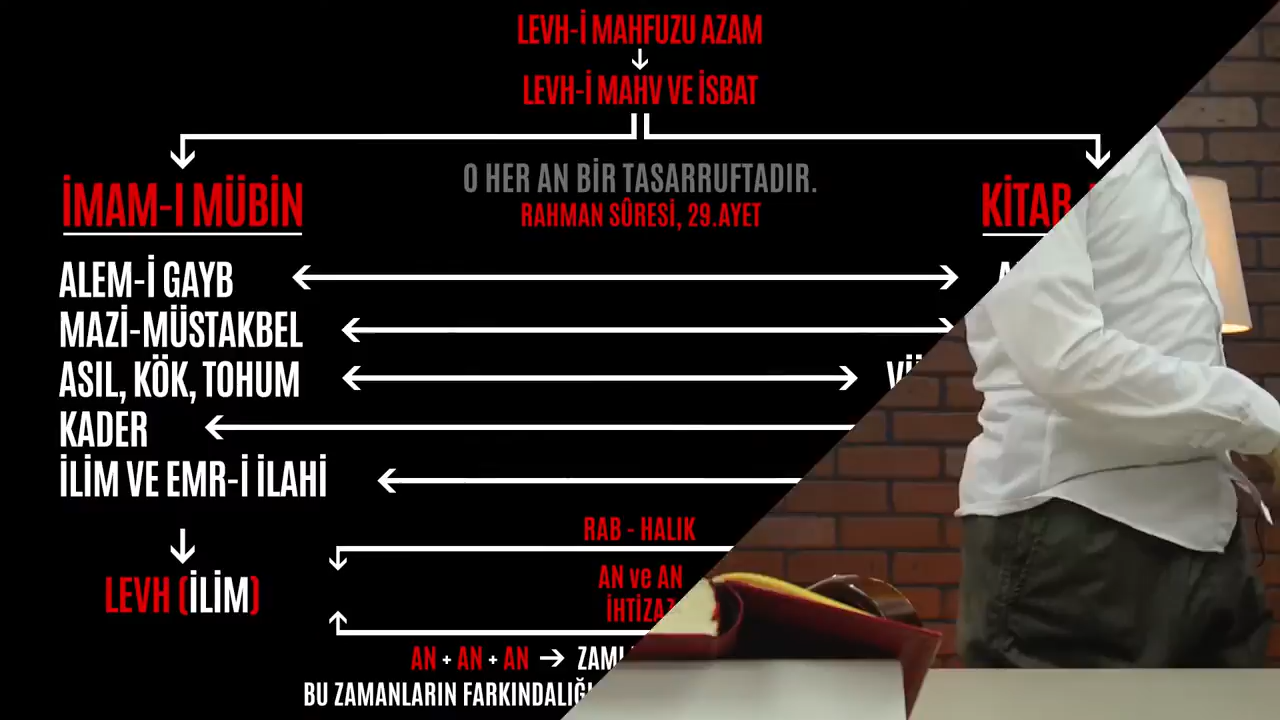 LEVH-İ MAHFUZU AZAM
LEVH-İ MAHV VE İSBAT
O HER AN BİR TASARRUFTADIR.
RAHMAN SÛRESİ, 29.AYET
İMAM-I MÜBİN
KİTAB
ALEM-İ GAYB
MAZİ-MÜSTAKBEL
ASIL, KÖK, TOHUM
KADER
İLİM VE EMR-İ İLAHİ
RAB - HALIK
LEVH (İLİM)
AN ve AN
AN + AN + AN →
BU ZAMANLARIN